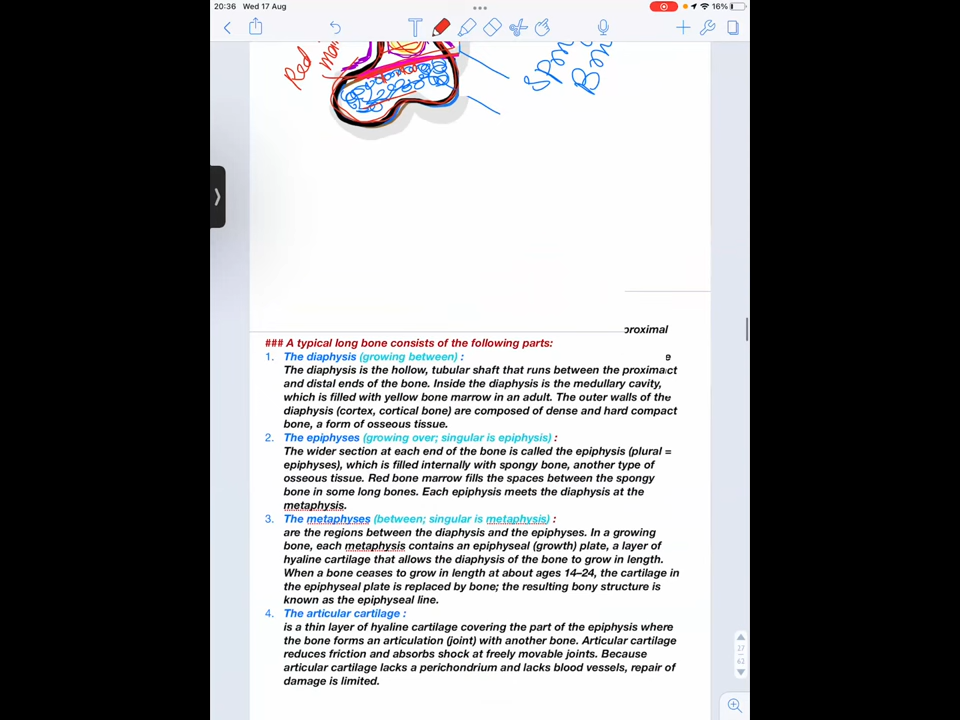 20:36 Wed 17 Aug
16%
T
Red
Spon
proximal
e
### A typical long bone consists of the following parts:
1. The diaphysis (growing between) :
The diaphysis is the hollow, tubular shaft that runs between the proximact
and distal ends of the bone. Inside the diaphysis is the medullary cavity,
which is filled with yellow bone marrow in an adult. The outer walls of the
diaphysis (cortex, cortical bone) are composed of dense and hard compact
bone, a form of osseous tissue.
2. The epiphyses (growing over; singular is epiphysis) :
The wider section at each end of the bone is called the epiphysis (plural =
epiphyses), which is filled internally with spongy bone, another type of
osseous tissue. Red bone marrow fills the spaces between the spongy
bone in some long bones. Each epiphysis meets the diaphysis at the
metaphysis.
3. The metaphyses (between; singular is metaphysis) :
are the regions between the diaphysis and the epiphyses. In a growing
bone, each metaphysis contains an epiphyseal (growth) plate, a layer of
hyaline cartilage that allows the diaphysis of the bone to grow in length.
When a bone ceases to grow in length at about ages 14–24, the cartilage in
the epiphyseal plate is replaced by bone; the resulting bony structure is
known as the epiphyseal line.
4. The articular cartilage :
is a thin layer of hyaline cartilage covering the part of the epiphysis where
the bone forms an articulation (joint) with another bone. Articular cartilage
reduces friction and absorbs shock at freely movable joints. Because
articular cartilage lacks a perichondrium and lacks blood vessels, repair of
damage is limited.
27
62